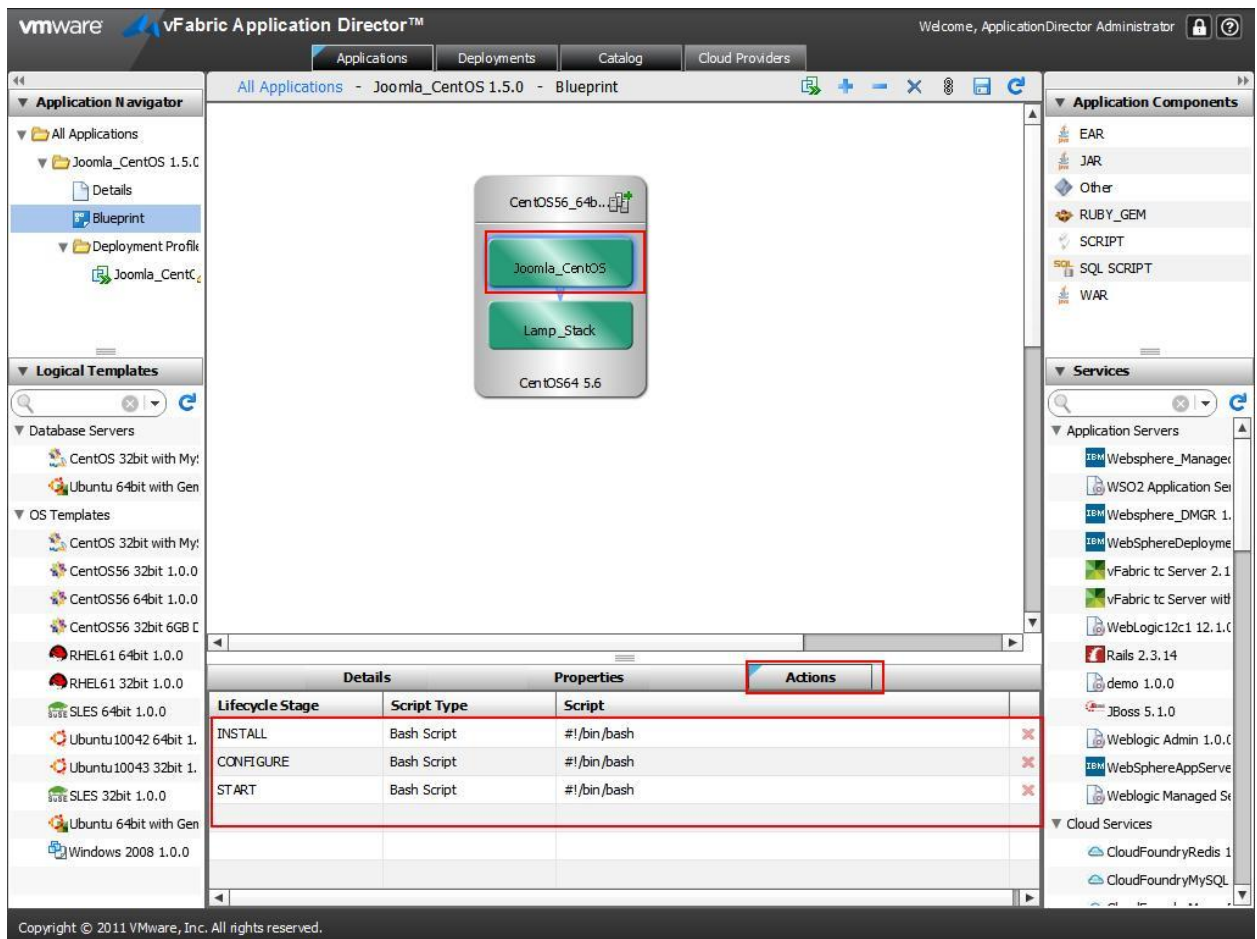 vmware vFabric Application Director™
Welcome, ApplicationDirector Administrator
Applications Deployments Catalog Cloud Providers
Application Navigator
All Applications
Joomla_CentOS 1.5.0
Details
Blueprint
Deployment Profile
Joomla_CentC
Logical Templates
Database Servers
CentOS 32bit with My
Ubuntu 64bit with Gen
OS Templates
CentOS 32bit with My
CentOS56 32bit 1.0.0
CentOS56 64bit 1.0.0
CentOS56 32bit 6GB D
RHEL61 64bit 1.0.0
RHEL61 32bit 1.0.0
SLES 64bit 1.0.0
Ubuntu10042 64bit 1.
Ubuntu10043 32bit 1.
SLES 32bit 1.0.0
Ubuntu 64bit with Gen
Windows 2008 1.0.0
All Applications - Joomla_CentOS 1.5.0 - Blueprint
CentOS56_64b...
Joomla_CentOS
Lamp_Stack
CentOS64 5.6
Details Properties Actions
Lifecycle Stage Script Type Script
INSTALL Bash Script #!/bin/bash
CONFIGURE Bash Script #!/bin/bash
START Bash Script #!/bin/bash
Application Components
EAR
JAR
Other
RUBY_GEM
SCRIPT
SQL SCRIPT
WAR
Services
Application Servers
Websphere_Manage
WSO2 Application Se
Websphere_DMGR 1.
WebSphereDeployme
vFabric tc Server 2.1
vFabric tc Server with
WebLogic12c1 12.1.
Rails 2.3.14
demo 1.0.0
JBoss 5.1.0
Weblogic Admin 1.0.
WebSphereAppServe
Weblogic Managed Se
Cloud Services
CloudFoundryRedis 1
CloudFoundryMySQL
Copyright © 2011 VMware, Inc. All rights reserved.